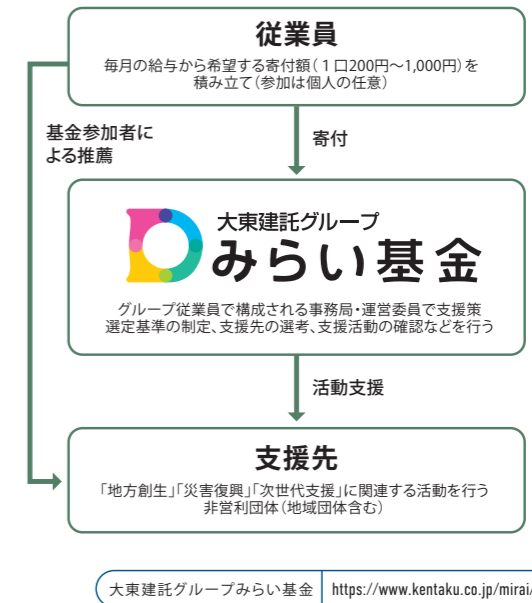 従業員
毎月の給与から希望する寄付額(1口200円〜1,000円)を
積み立て(参加は個人の任意)
基金参加者に
よる推薦
寄付
大東建託グループ
みらい基金
グループ従業員で構成される事務局・運営委員で支援策
選定基準の制定、支援先の選考、支援活動の確認などを行う
活動支援
支援先
「地方創生」「災害復興」「次世代支援」に関連する活動を行う
非営利団体(地域団体含む)
大東建託グループみらい基金 https://www.kentaku.co.jp/mirai/